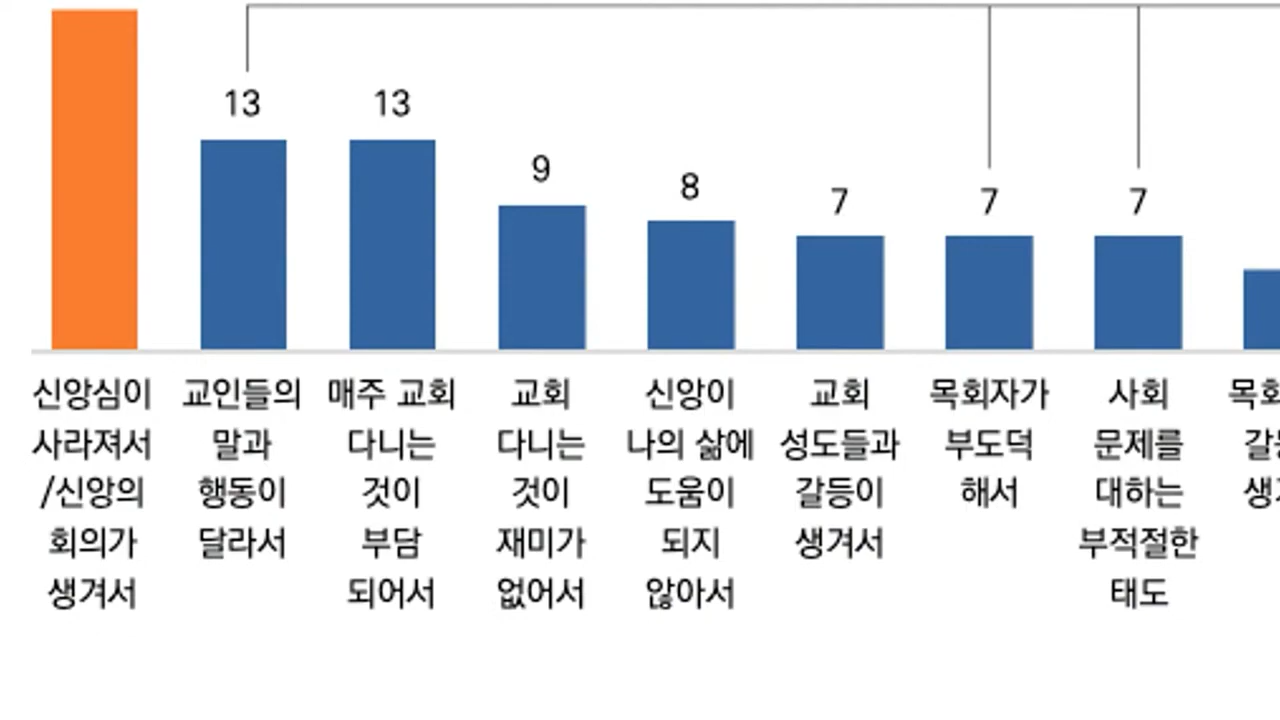 13
13
9
8
7
7
7
신앙심이
사라져서
/신앙의
회의가
생겨서
교인들의
말과
행동이
달라서
매주 교회
다니는
것이
부담
되어서
교회
다니는
것이
재미가
없어서
신앙이
나의 삶에
도움이
되지
않아서
교회
성도들과
갈등이
생겨서
목회자가
부도덕
해서
사회
문제를
대하는
부적절한
태도